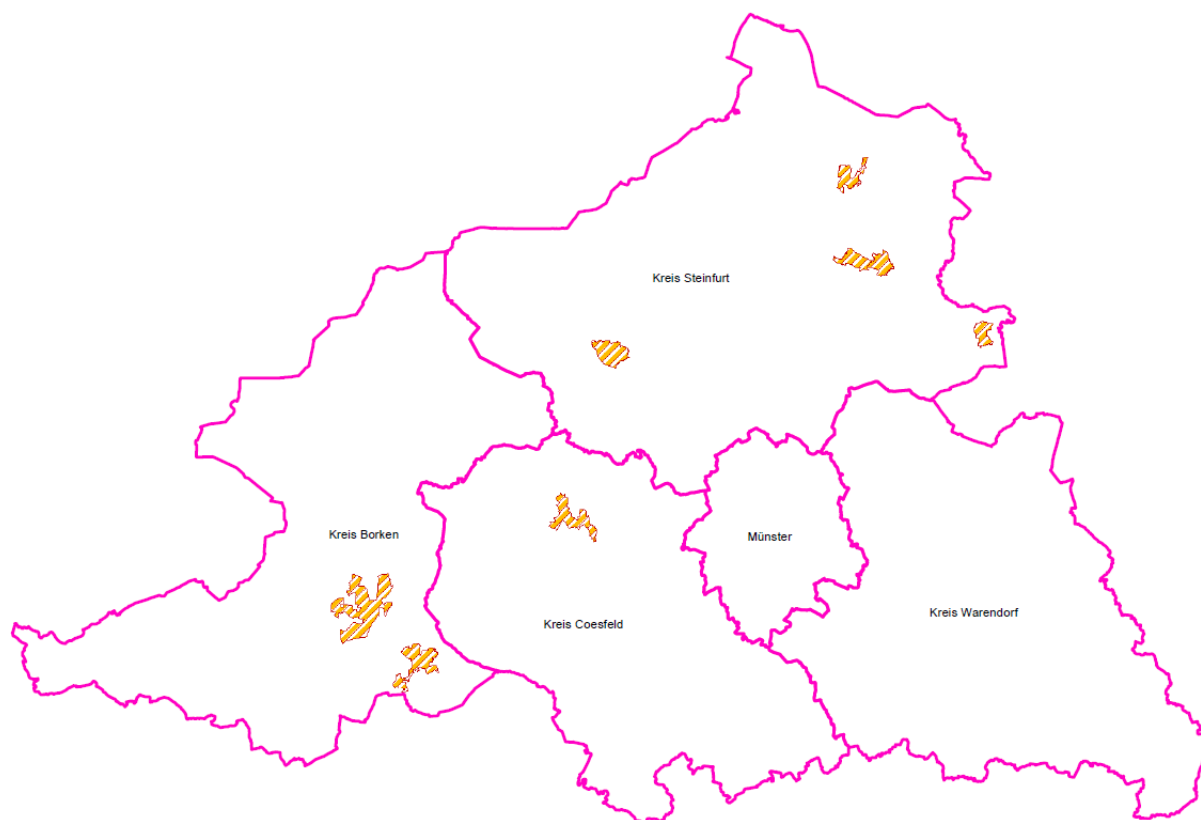 Kreis Steinfurt
Kreis Borken
Münster
Kreis Coesfeld
Kreis Warendorf